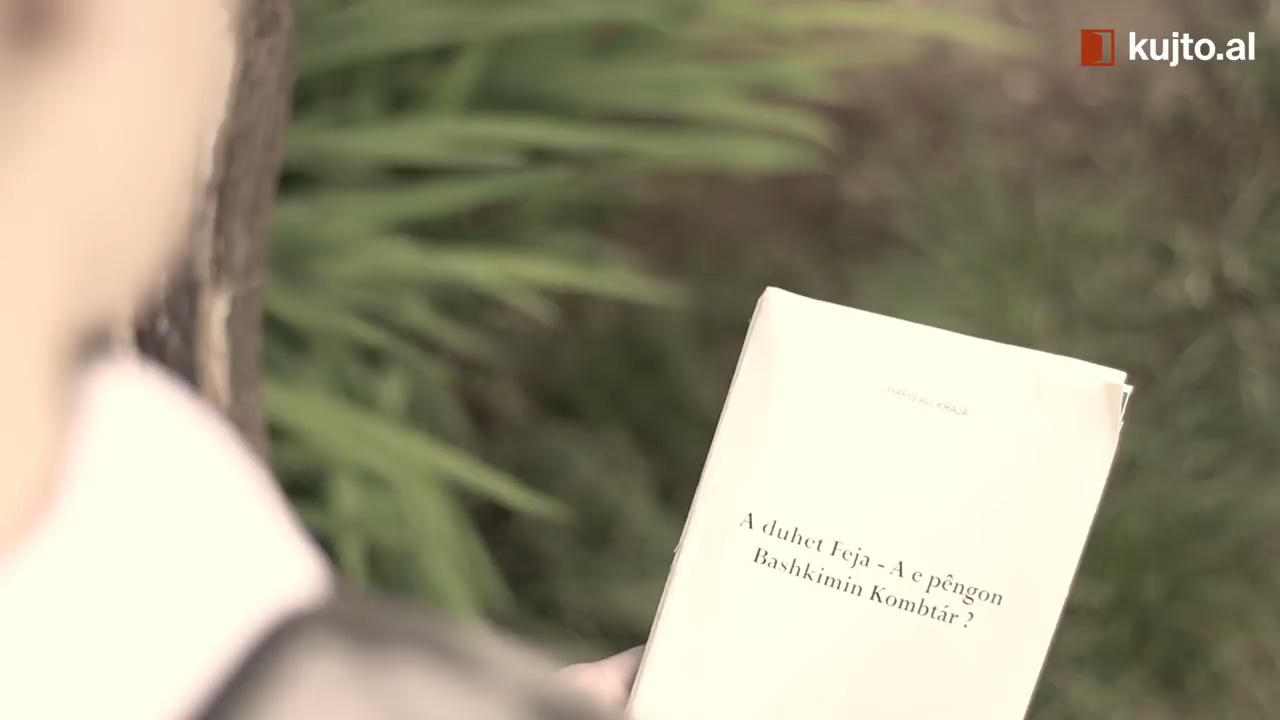 kujto.al
HAFIS ALI KRAJA
A duhet Feja - A e pêngon
Bashkimin Kombtár ?